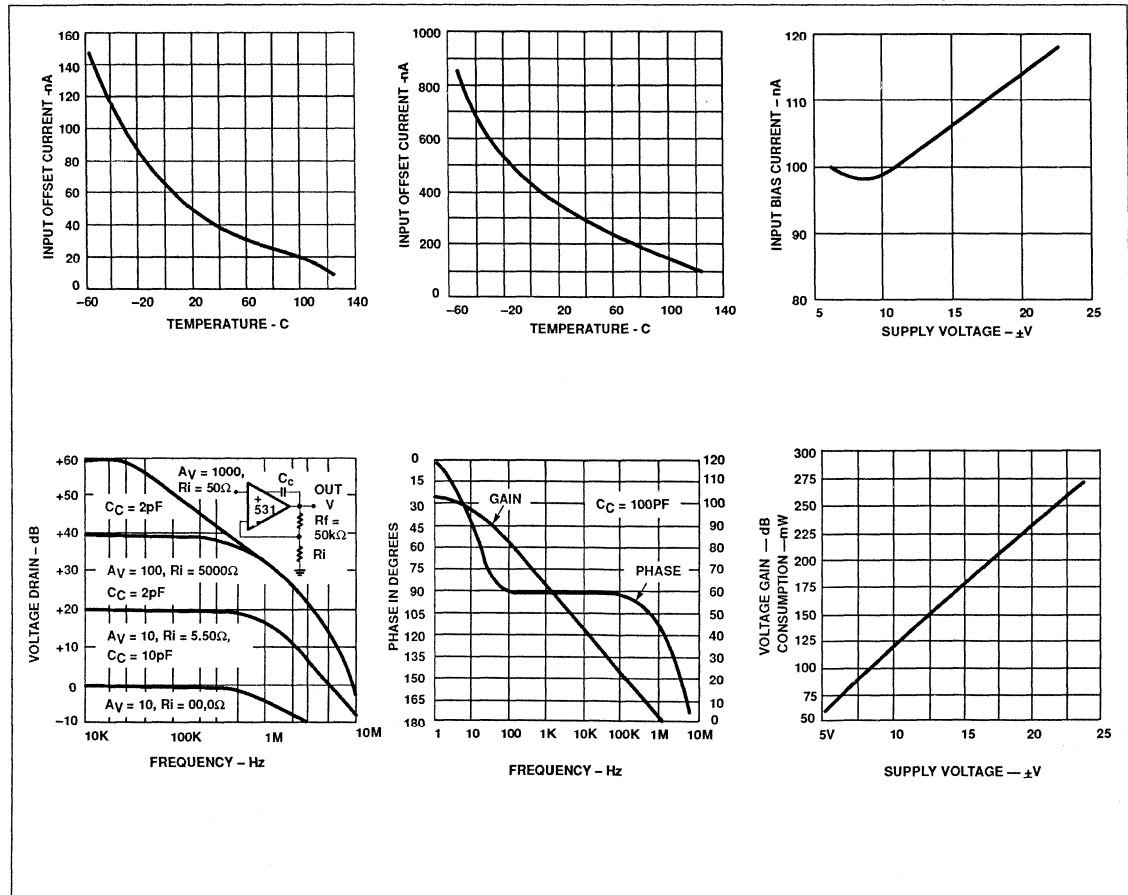 160
140
120
100
80
60
40
20
0
INPUT OFFSET CURRENT -nA
-60 -20 20 60 100 140
TEMPERATURE - C
1000
800
600
400
200
0
INPUT OFFSET CURRENT -nA
-60 -20 20 60 100 140
TEMPERATURE - C
120
110
100
90
80
INPUT BIAS CURRENT – nA
5 10 15 20 25
SUPPLY VOLTAGE – ±V
+60
+50
+40
+30
+20
+10
0
-10
VOLTAGE DRAIN – dB
AV = 1000,
Ri = 50Ω
CC = 2pF
Cc
OUT
V
+
531
-
Rf =
50kΩ
Ri
AV = 100, Ri = 5000Ω
CC = 2pF
AV = 10, Ri = 5.50Ω,
CC = 10pF
AV = 10, Ri = 00,0Ω
10K 100K 1M 10M
FREQUENCY – Hz
0
15
30
45
60
75
90
105
120
135
150
165
180
PHASE IN DEGREES
GAIN
CC = 100PF
PHASE
120
100
90
80
70
60
50
40
30
20
10
0
1 10 100 1K 10K 100K 1M 10M
FREQUENCY – Hz
300
275
250
225
200
175
150
125
100
75
50
VOLTAGE GAIN — dB
CONSUMPTION —mW
5V 10 15 20 25
SUPPLY VOLTAGE — ±V